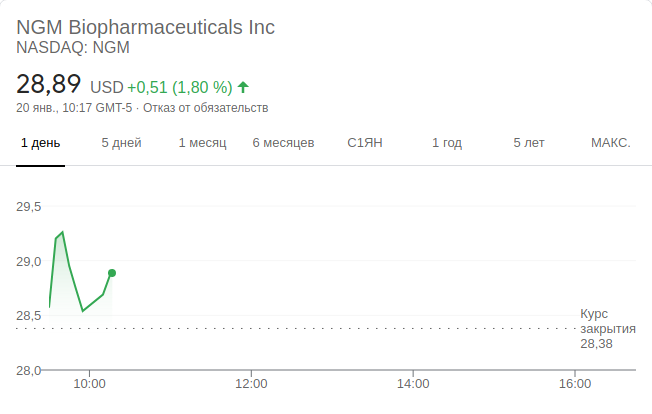 NGM Biopharmaceuticals Inc
NASDAQ: NGM
28,89 USD +0,51 (1,80 %)
20 янв., 10:17 GMT-5 · Отказ от обязательств
1 день 5 дней 1 месяц 6 месяцев С1ЯН 1 год 5 лет МАКС.
29,5
29,0
28,5
Курс
закрытия
28,38
28,0
10:00 12:00 14:00 16:00